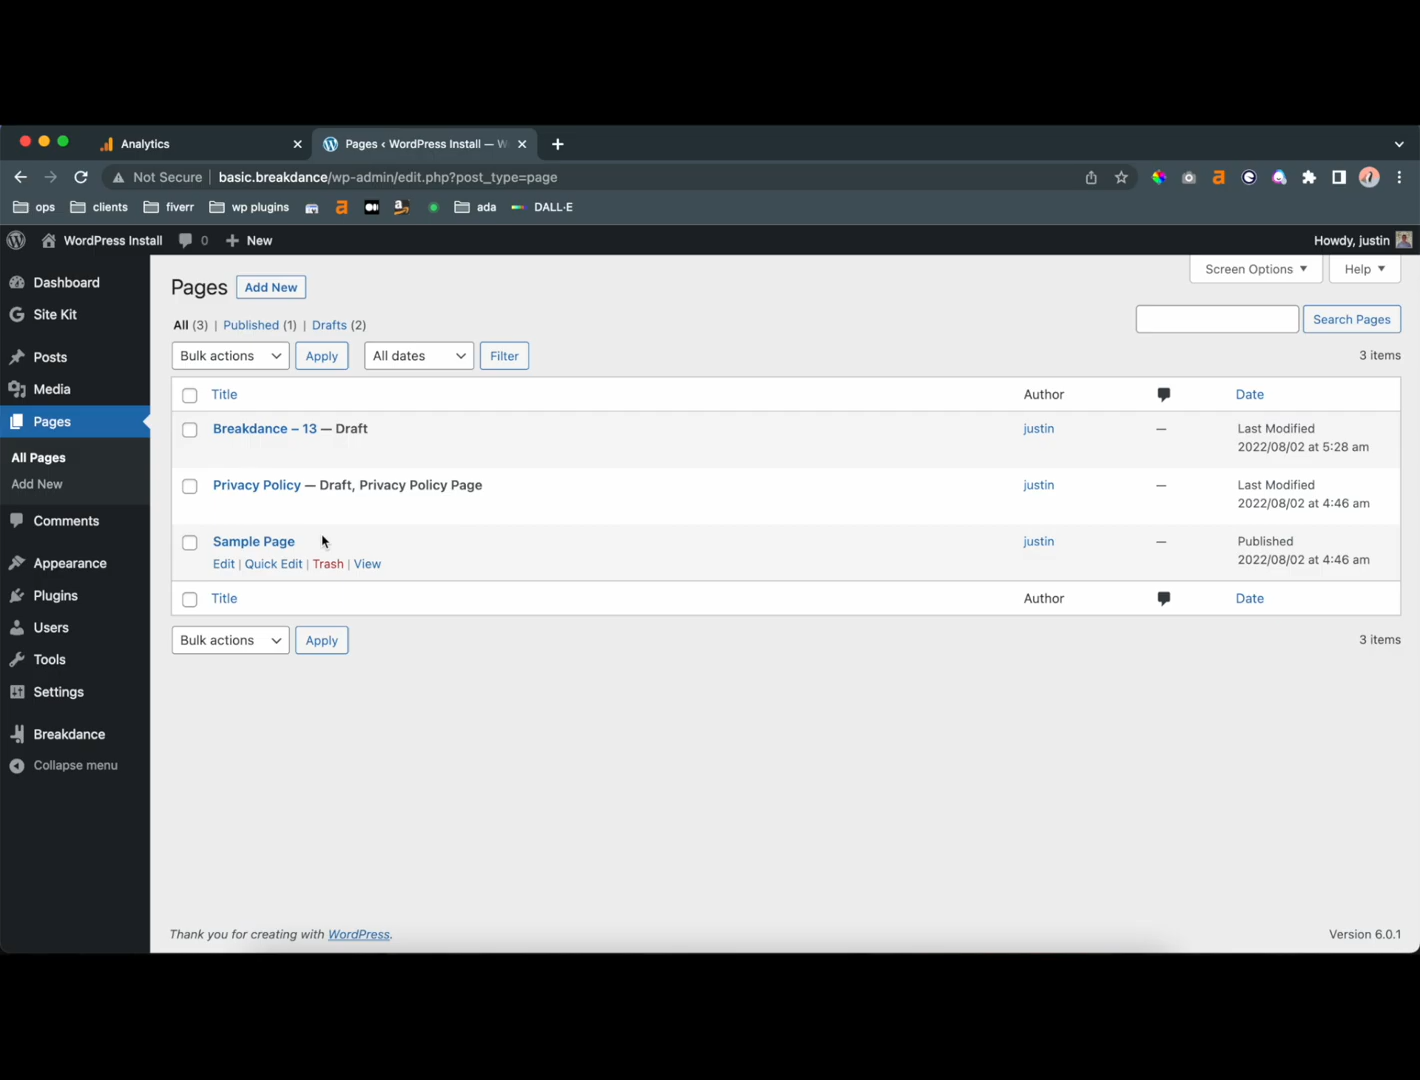 Analytics
Pages ‹ WordPress Install — W
Not Secure basic.breakdance/wp-admin/edit.php?post_type=page
ops clients fiverr wp plugins ada DALL·E
WordPress Install 0 New Howdy, justin
Dashboard
Site Kit
Posts
Media
Pages
All Pages
Add New
Comments
Appearance
Plugins
Users
Tools
Settings
Breakdance
Collapse menu
Screen Options Help
Pages Add New
All (3) | Published (1) | Drafts (2)
Search Pages
Bulk actions Apply All dates Filter 3 items
Title Author Date
Breakdance – 13 — Draft justin — Last Modified
2022/08/02 at 5:28 am
Privacy Policy — Draft, Privacy Policy Page justin — Last Modified
2022/08/02 at 4:46 am
Sample Page justin — Published
Edit | Quick Edit | Trash | View 2022/08/02 at 4:46 am
Title Author Date
Bulk actions Apply 3 items
Thank you for creating with WordPress. Version 6.0.1